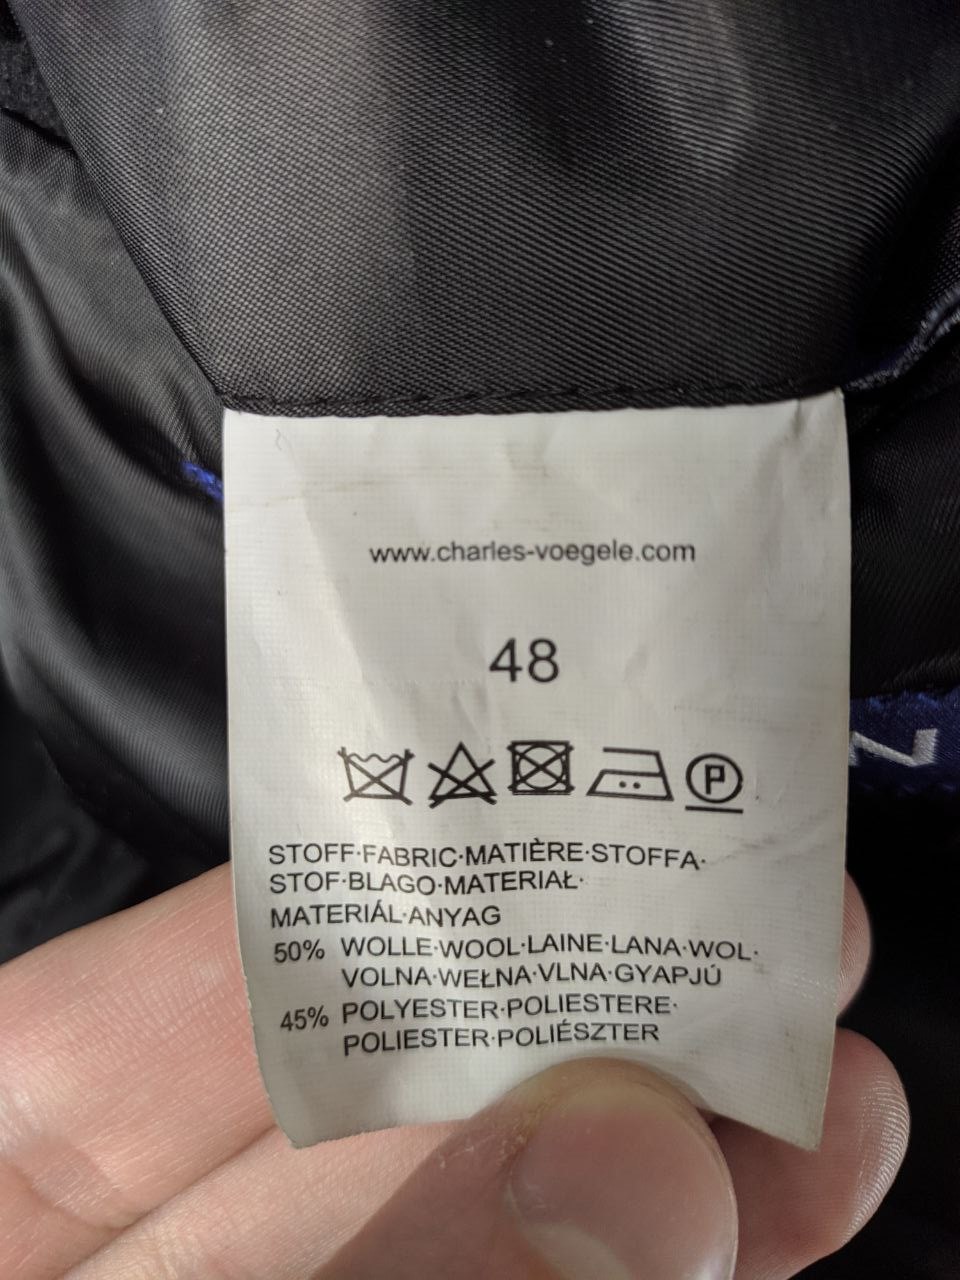 www.charles-voegele.com
48
P
STOFF·FABRIC·MATIÈRE·STOFFA·
STOF·BLAGO·MATERIAŁ·
MATERIÁL·ANYAG
50% WOLLE·WOOL·LAINE·LANA·WOL·
VOLNA·WEŁNA·VLNA·GYAPJÚ
45% POLYESTER·POLIESTERE·
POLIESTER·POLIÉSZTER